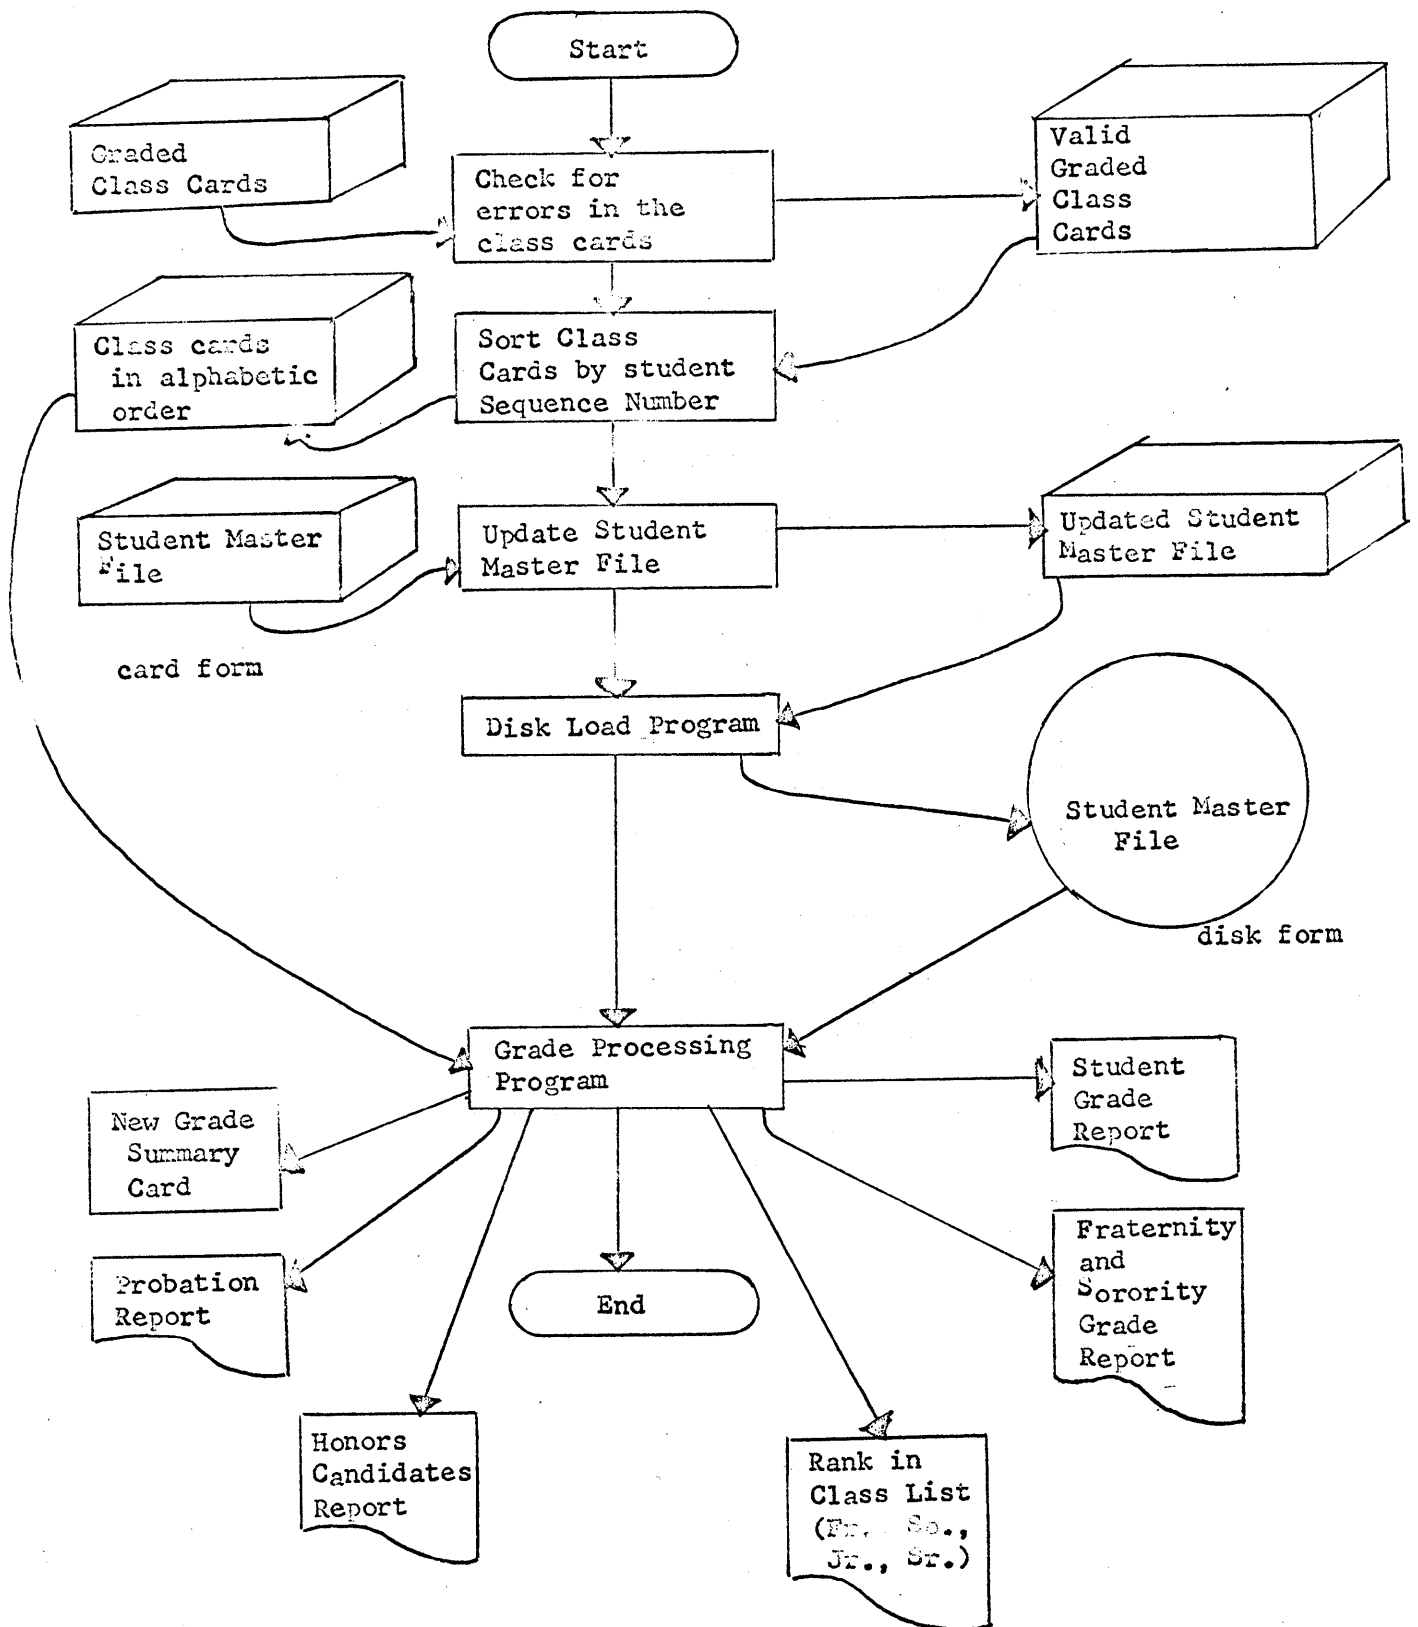 Start
Graded
Class Cards
Check for
errors in the
class cards
Valid
Graded
Class
Cards
Class cards
in alphabetic
order
Sort Class
Cards by student
Sequence Number
Student Master
File
card form
Update Student
Master File
Updated Student
Master File
Disk Load Program
Student Master
File
disk form
Grade Processing
Program
New Grade
Summary
Card
Student
Grade
Report
Probation
Report
End
Fraternity
and
Sorority
Grade
Report
Honors
Candidates
Report
Rank in
Class List
(Fr. So.,
Jr., Sr.)